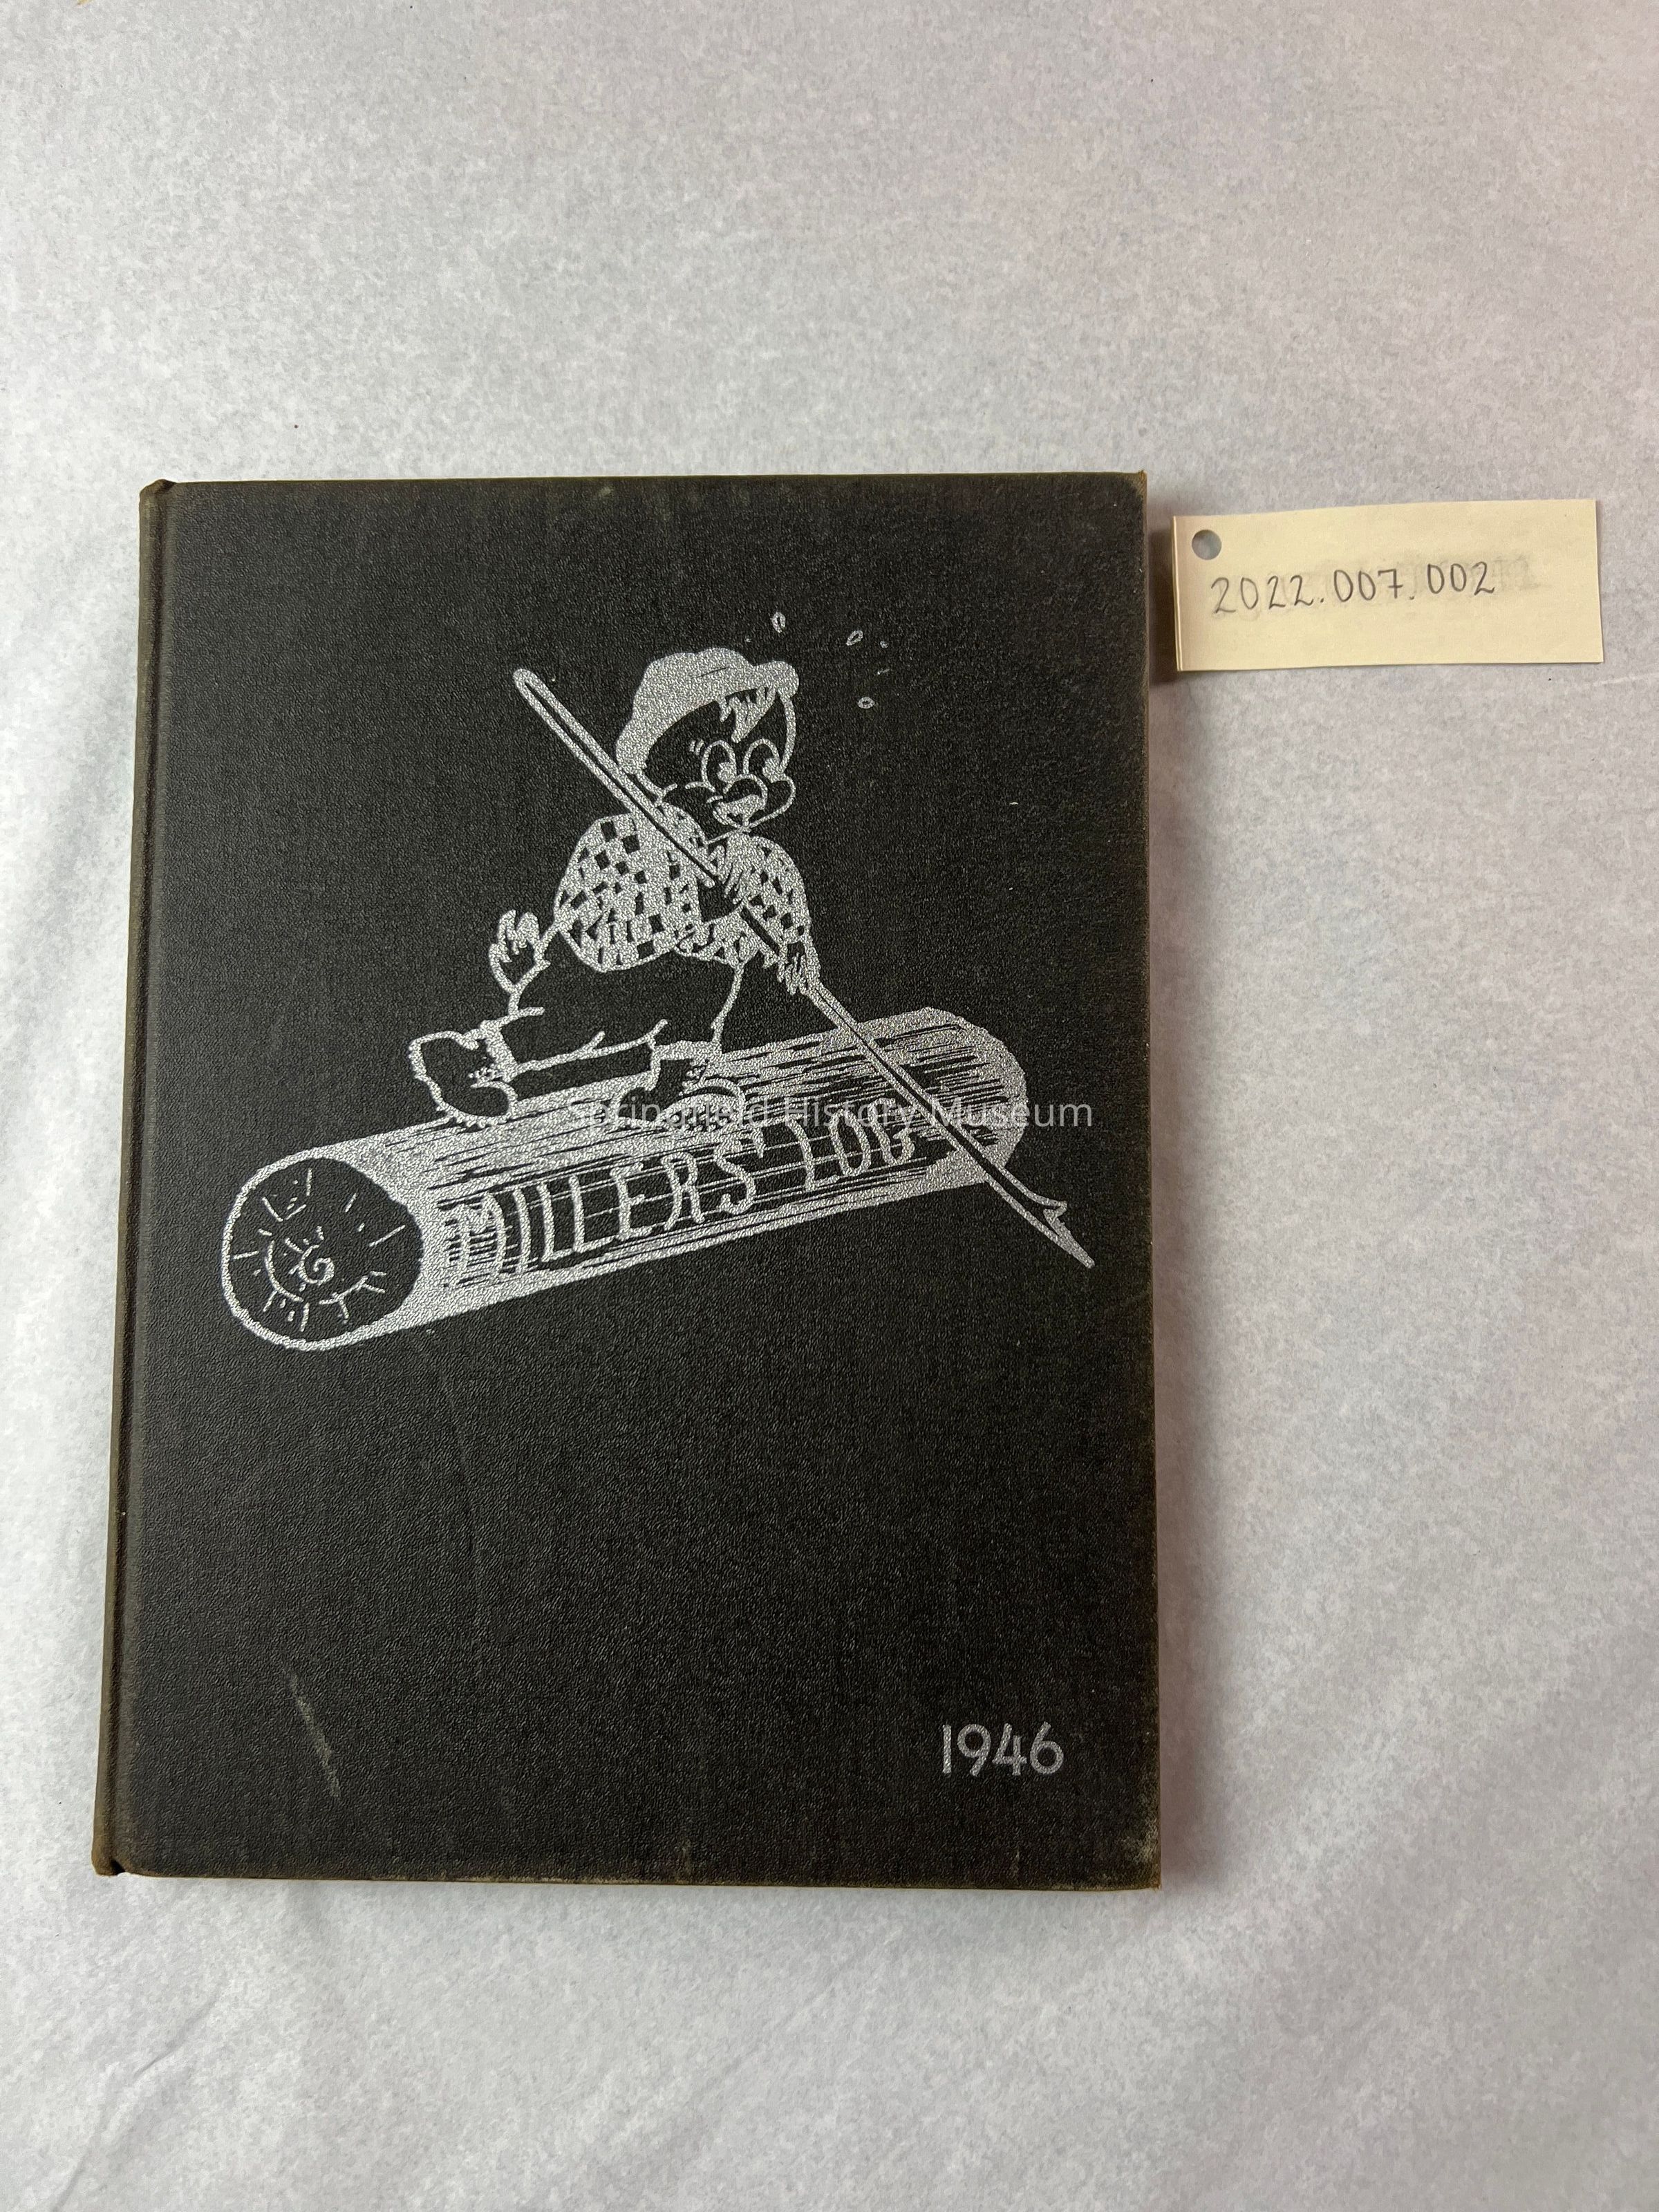 2022.007.002
Springfield History Museum
MILLERS' LOG
1946